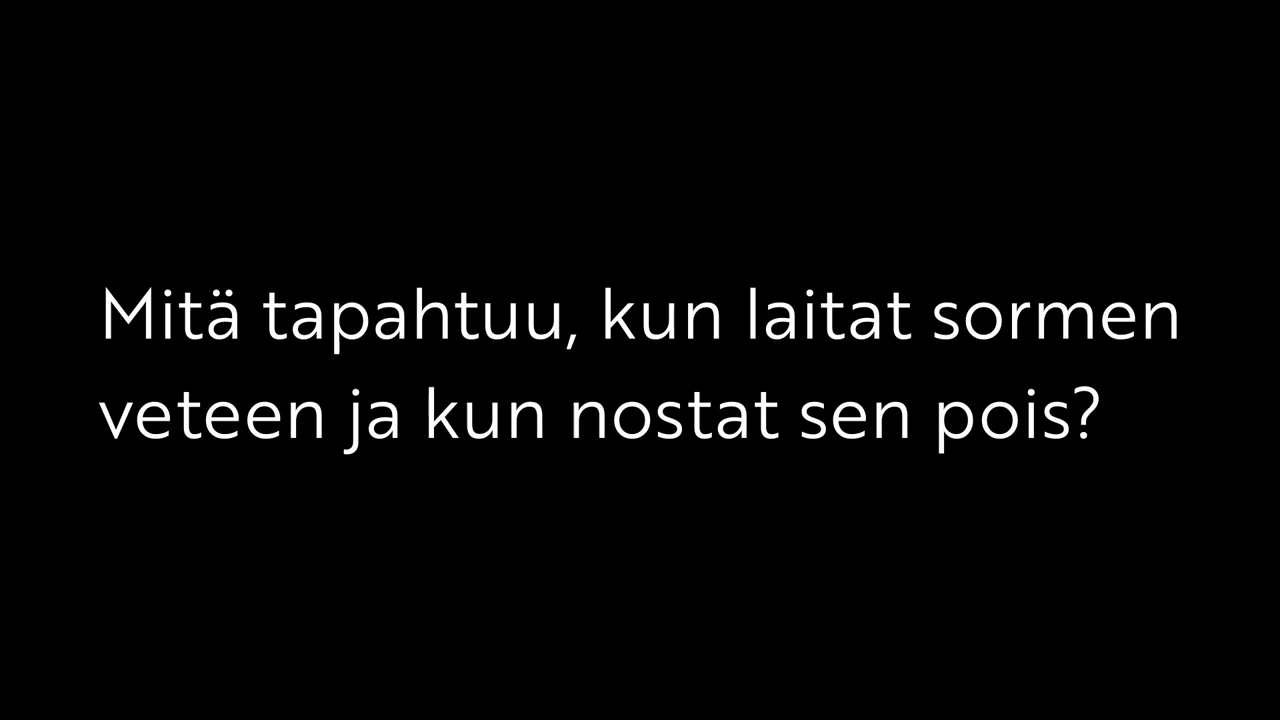 Mitä tapahtuu, kun laitat sormen
veteen ja kun nostat sen pois?